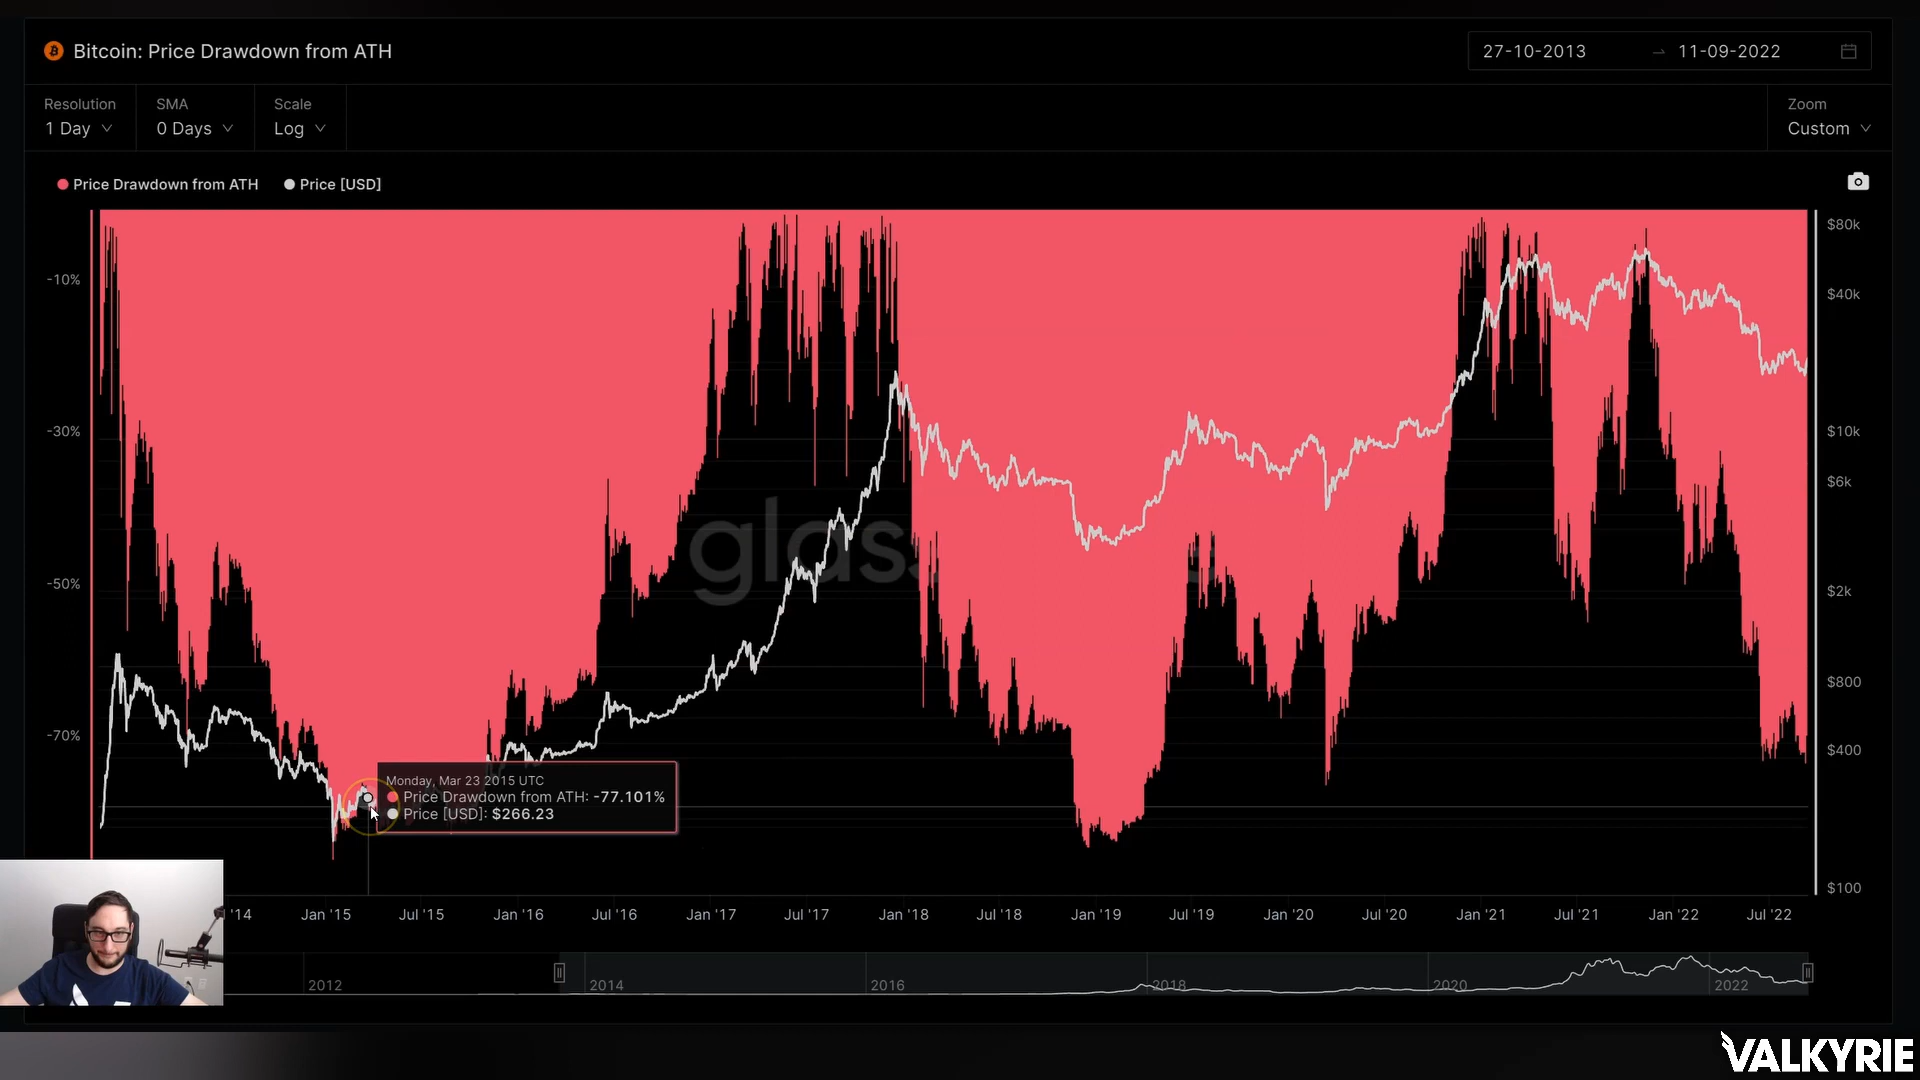 Bitcoin: Price Drawdown from ATH
27-10-2013 → 11-09-2022
Resolution
1 Day
SMA
0 Days
Scale
Log
Zoom
Custom
Price Drawdown from ATH
Price [USD]
-10%
-30%
-50%
-70%
$80k
$40k
$10k
$6k
$2k
$800
$400
$100
glass
Monday, Mar 23 2015 UTC
Price Drawdown from ATH: -77.101%
Price [USD]: $266.23
'14
Jan '15
Jul '15
Jan '16
Jul '16
Jan '17
Jul '17
Jan '18
Jul '18
Jan '19
Jul '19
Jan '20
Jul '20
Jan '21
Jul '21
Jan '22
Jul '22
2012
2014
2016
2018
2020
2022
VALKYRIE